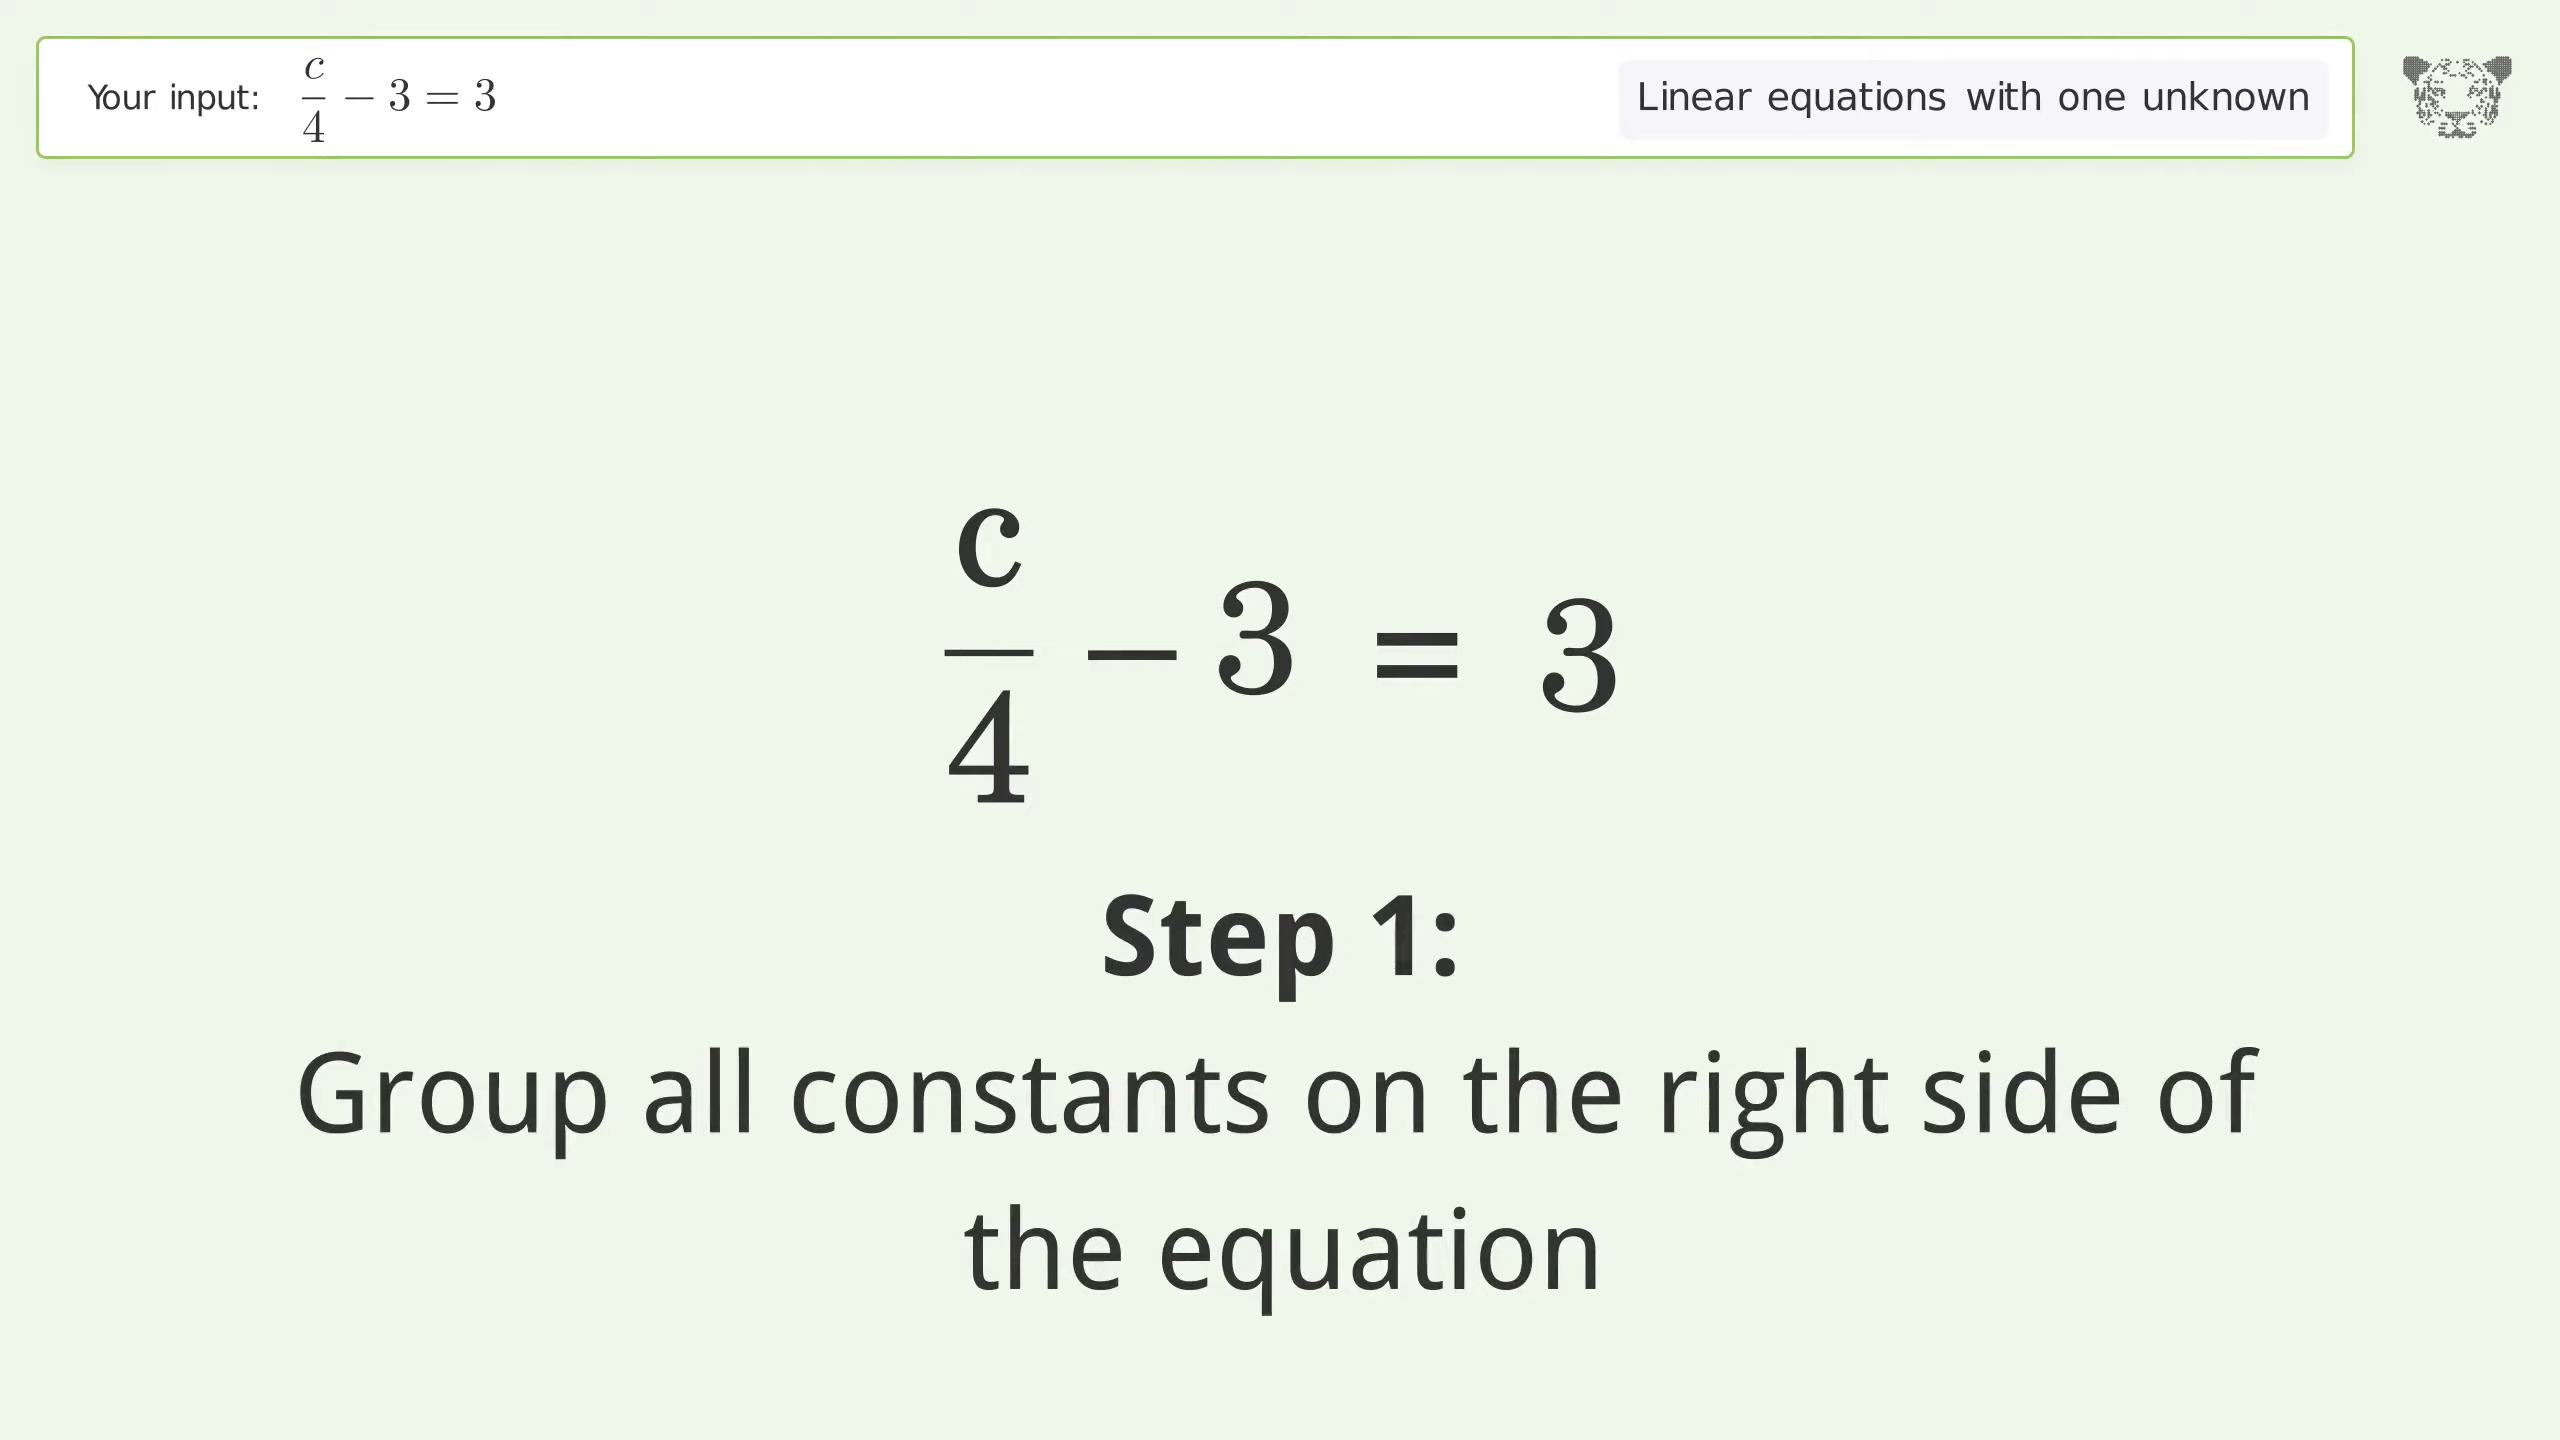 Your input: c/4 − 3 = 3
Linear equations with one unknown
c/4 − 3 = 3
Step 1:
Group all constants on the right side of
the equation